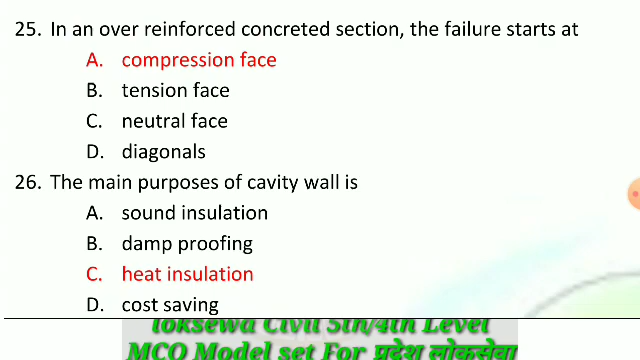 25. In an over reinforced concreted section, the failure starts at
A. compression face
B. tension face
C. neutral face
D. diagonals
26. The main purposes of cavity wall is
A. sound insulation
B. damp proofing
C. heat insulation
D. cost saving
loksewa Civil 5th/4th Level
MCQ Model set For प्रदेश लोकसेवा